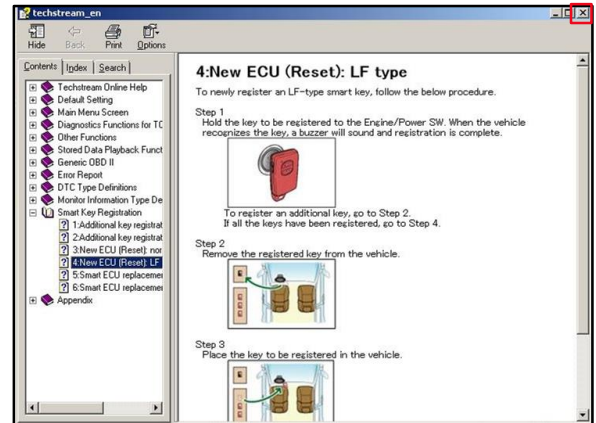 techstream_en
Hide Back Print Options
Contents Index Search
Techstream Online Help
Default Setting
Main Menu Screen
Diagnostics Functions for TC
Other Functions
Stored Data Playback Funct
Generic OBD II
Error Report
DTC Type Definitions
Monitor Information Type De
Smart Key Registration
1:Additional key registrat
2:Additional key registrat
3:New ECU (Reset): nor
4:New ECU (Reset): LF
5:Smart ECU replacemen
6:Smart ECU replacemen
Appendix
4:New ECU (Reset): LF type
To newly register an LF-type smart key, follow the below procedure.
Step 1
Hold the key to be registered to the Engine/Power SW. When the vehicle
recognizes the key, a buzzer will sound and registration is complete.
To register an additional key, go to Step 2.
If all the keys have been registered, go to Step 4.
Step 2
Remove the registered key from the vehicle.
Step 3
Place the key to be registered in the vehicle.